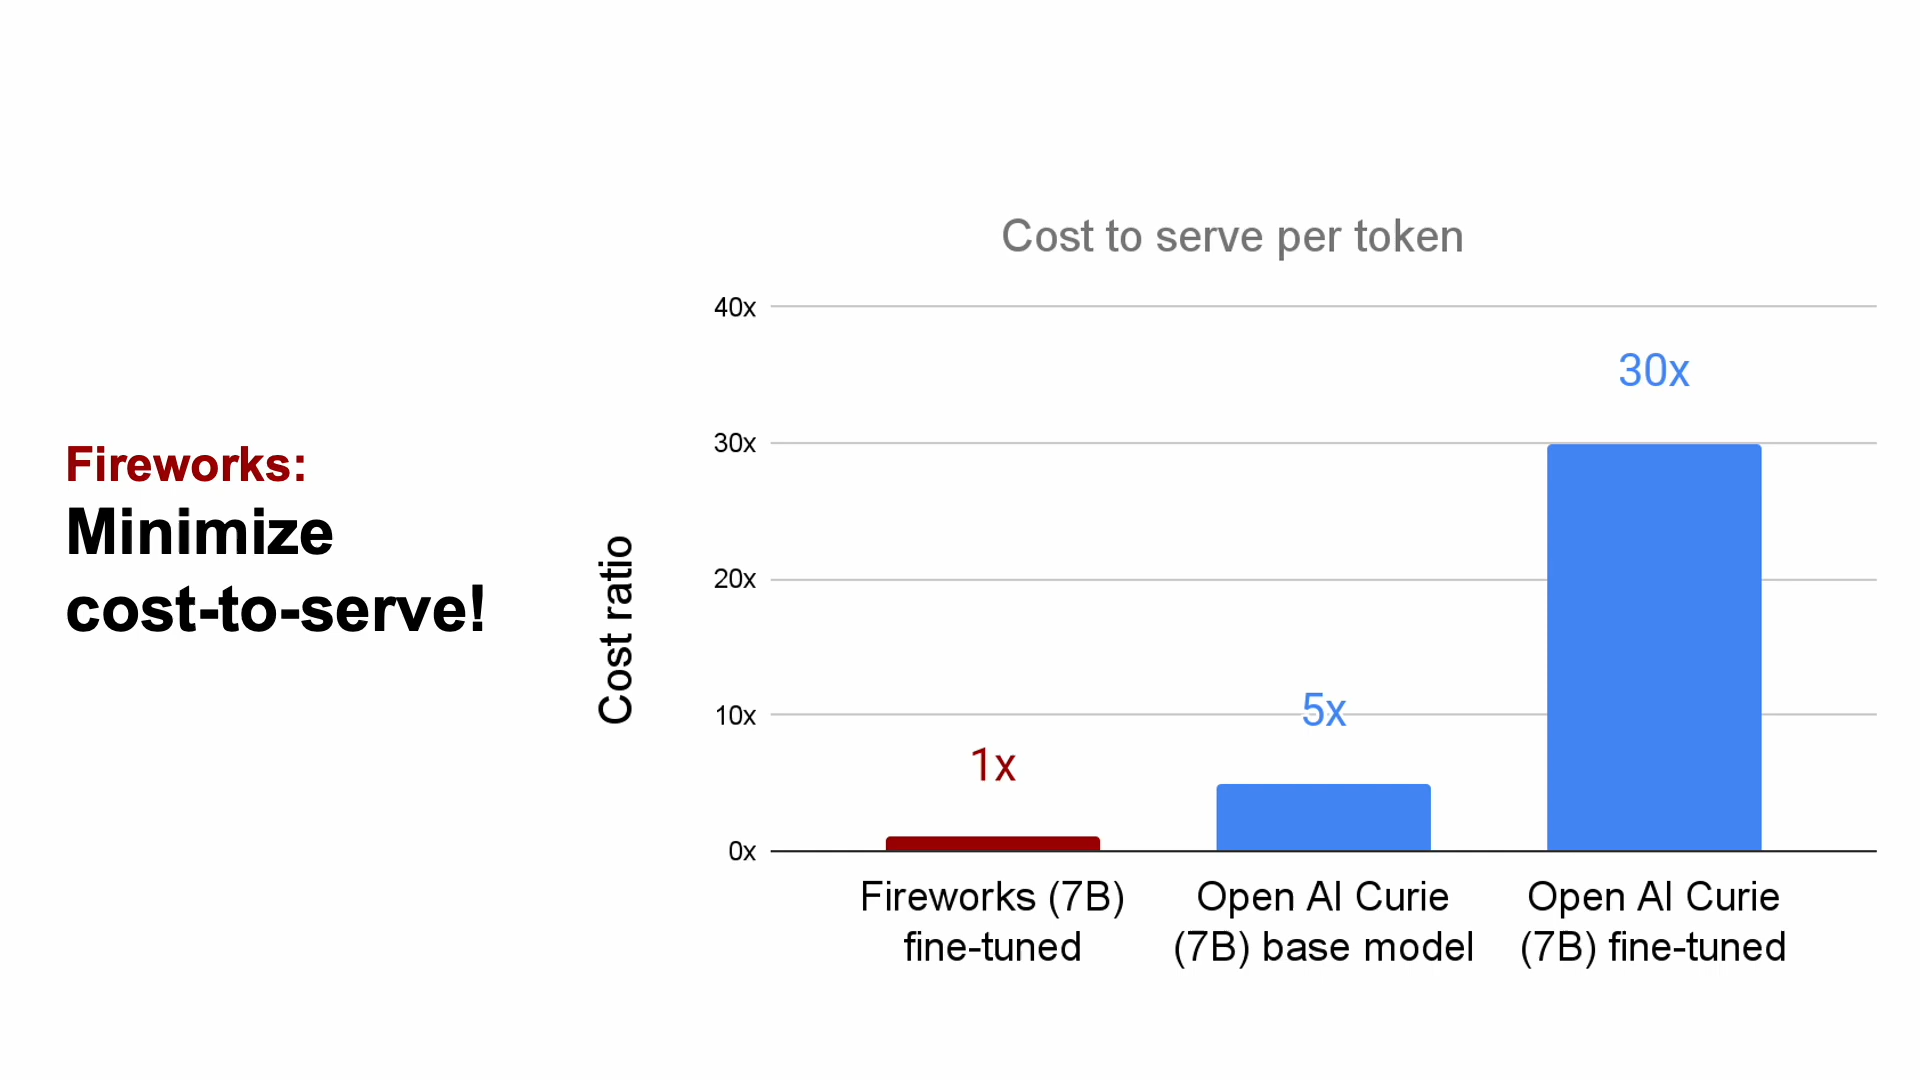 Fireworks:
Minimize
cost-to-serve!
Cost to serve per token
Cost ratio
40x
30x
20x
10x
0x
1x
5x
30x
Fireworks (7B)
fine-tuned
Open AI Curie
(7B) base model
Open AI Curie
(7B) fine-tuned